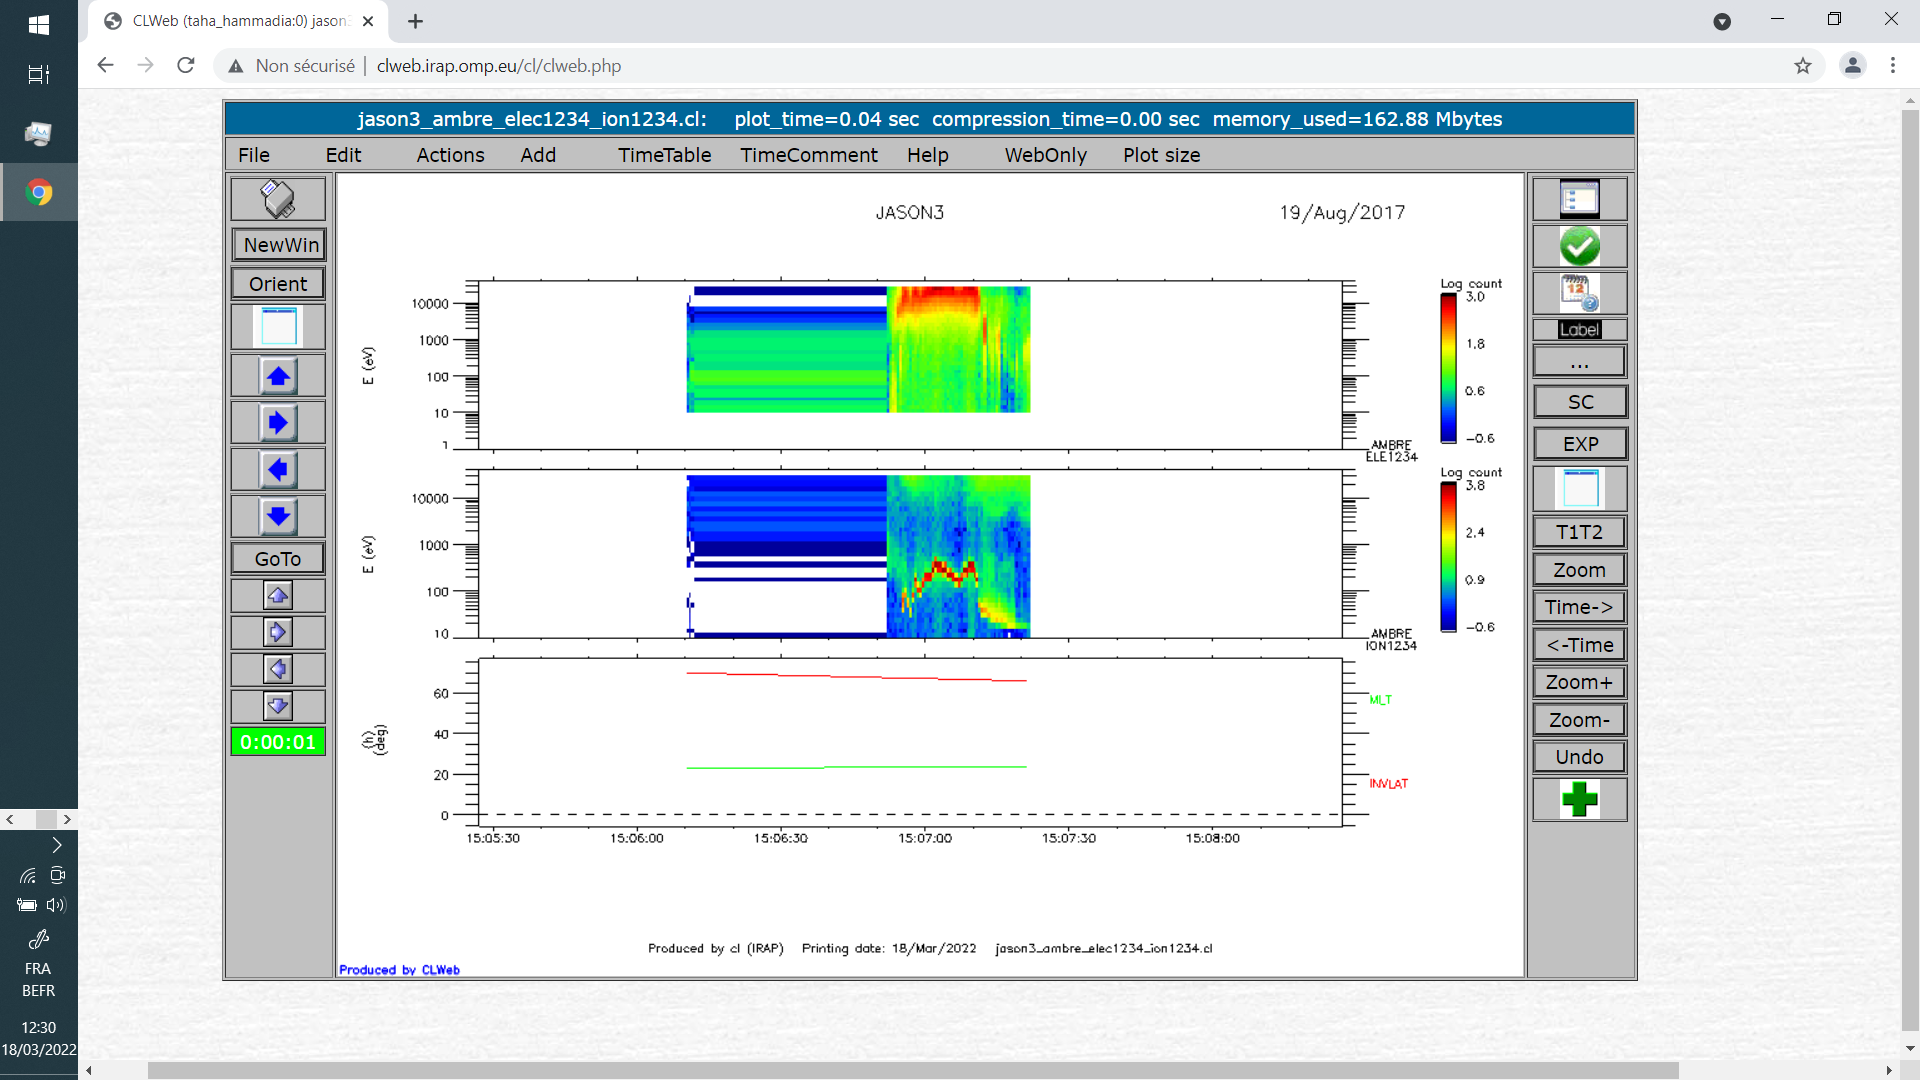 CLWeb (taha_hammadia:0) jason3
Non sécurisé | clweb.irap.omp.eu/cl/clweb.php
jason3_ambre_elec1234_ion1234.cl: plot_time=0.04 sec compression_time=0.00 sec memory_used=162.88 Mbytes
File Edit Actions Add TimeTable TimeComment Help WebOnly Plot size
NewWin
Orient
GoTo
0:00:01
JASON3 19/Aug/2017
E (eV)
10000
1000
100
10
1
Log count
3.0
1.8
0.6
-0.6
AMBRE
ELE1234
E (eV)
10000
1000
100
10
Log count
3.8
2.4
0.9
-0.6
AMBRE
ION1234
(h)
(deg)
60
40
20
0
MLT
INVLAT
15:05:30 15:06:00 15:06:30 15:07:00 15:07:30 15:08:00
Produced by cl (IRAP) Printing date: 18/Mar/2022 jason3_ambre_elec1234_ion1234.cl
Produced by CLWeb
12
Label
...
SC
EXP
T1T2
Zoom
Time->
<-Time
Zoom+
Zoom-
Undo
FRA
BEFR
12:30
18/03/2022